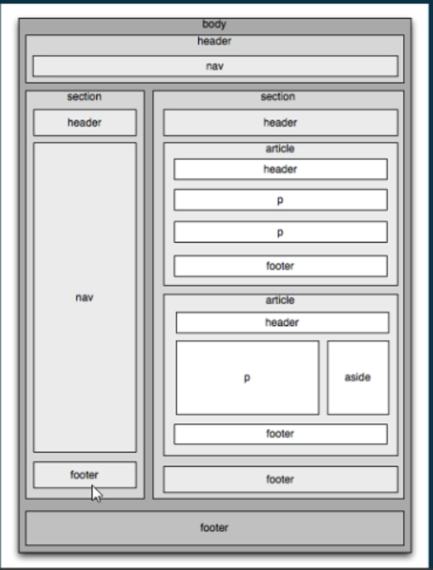 body
header
nav
section
header
nav
footer
section
header
article
header
p
p
footer
article
header
p
aside
footer
footer
footer